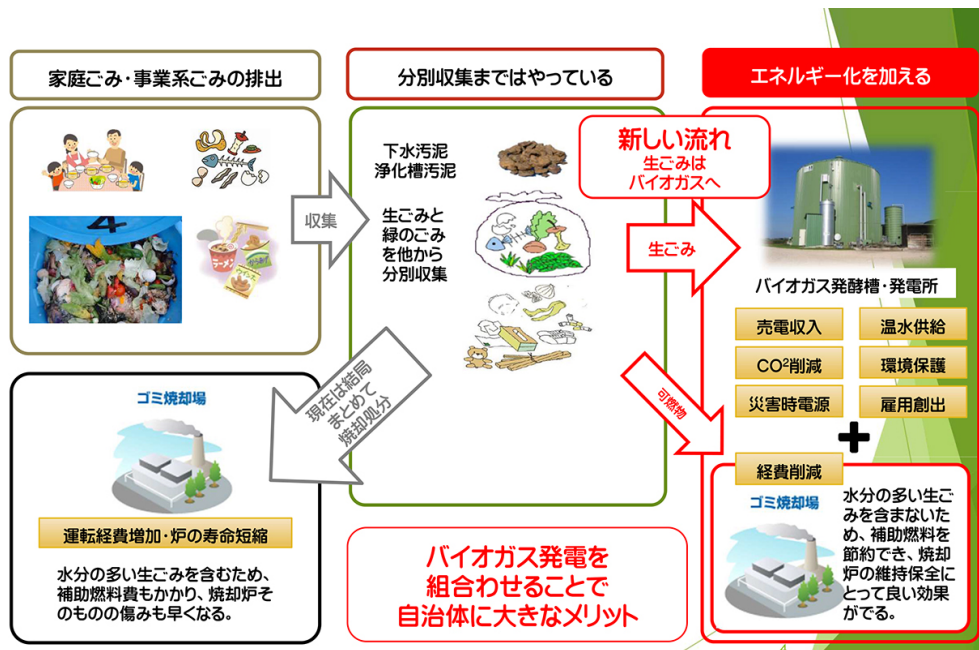 家庭ごみ・事業系ごみの排出
分別収集まではやっている
エネルギー化を加える
4
ラーメン
収集
下水汚泥
浄化槽汚泥
生ごみと
緑のごみ
を他から
分別収集
新しい流れ
生ごみは
バイオガスへ
生ごみ
バイオガス発酵槽・発電所
売電収入
温水供給
CO²削減
環境保護
災害時電源
雇用創出
可燃物
現在は結局
まとめて
焼却処分
ゴミ焼却場
運転経費増加・炉の寿命短縮
水分の多い生ごみを含むため、
補助燃料費もかかり、焼却炉そ
のものの傷みも早くなる。
バイオガス発電を
組合わせることで
自治体に大きなメリット
経費削減
ゴミ焼却場
水分の多い生ご
みを含まないた
め、補助燃料を
節約でき、焼却
炉の維持保全に
とって良い効果
がでる。